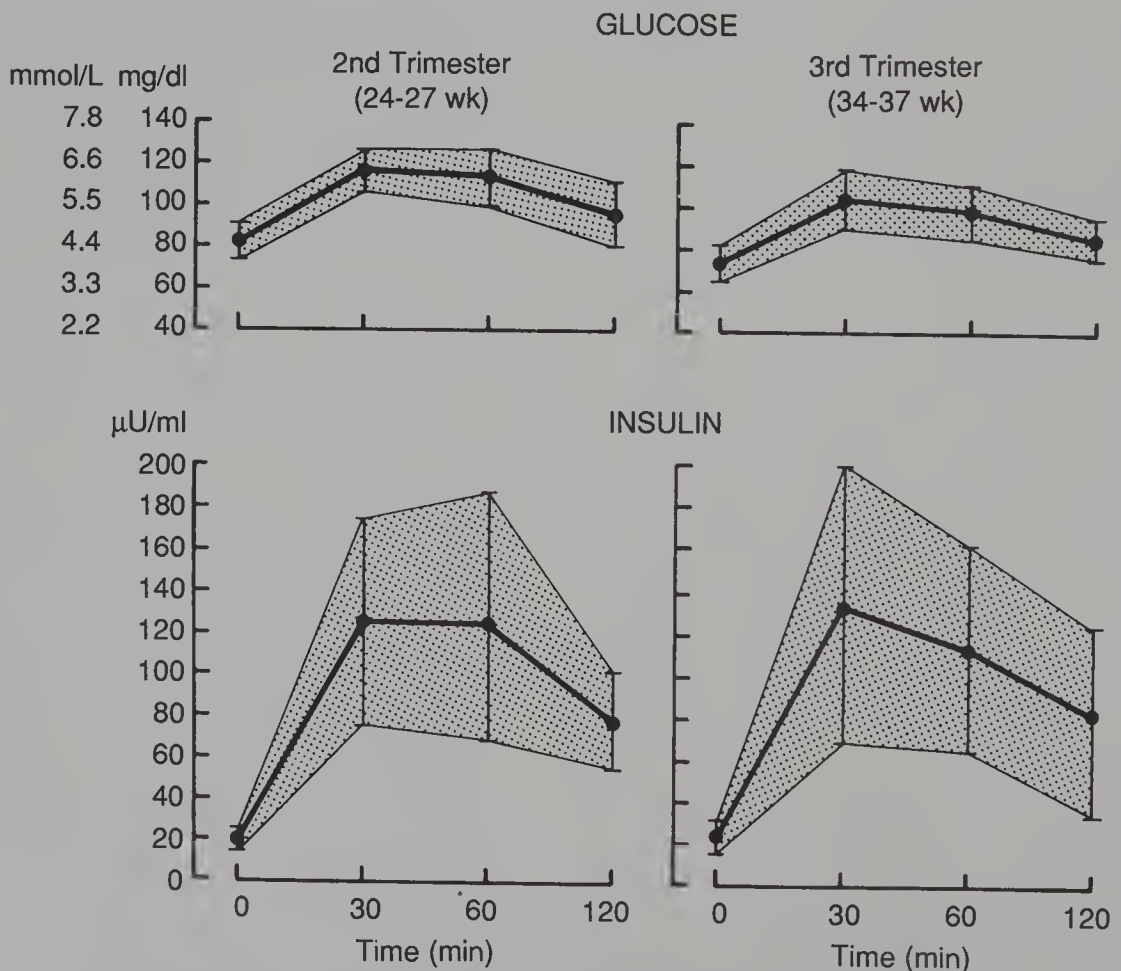 GLUCOSE
2nd Trimester
(24-27 wk)
3rd Trimester
(34-37 wk)
mmol/L mg/dl
7.8 140
6.6 120
5.5 100
4.4 80
3.3 60
2.2 40
µU/ml
INSULIN
200
180
160
140
120
100
80
60
40
20
0
0 30 60 120
Time (min)
0 30 60 120
Time (min)